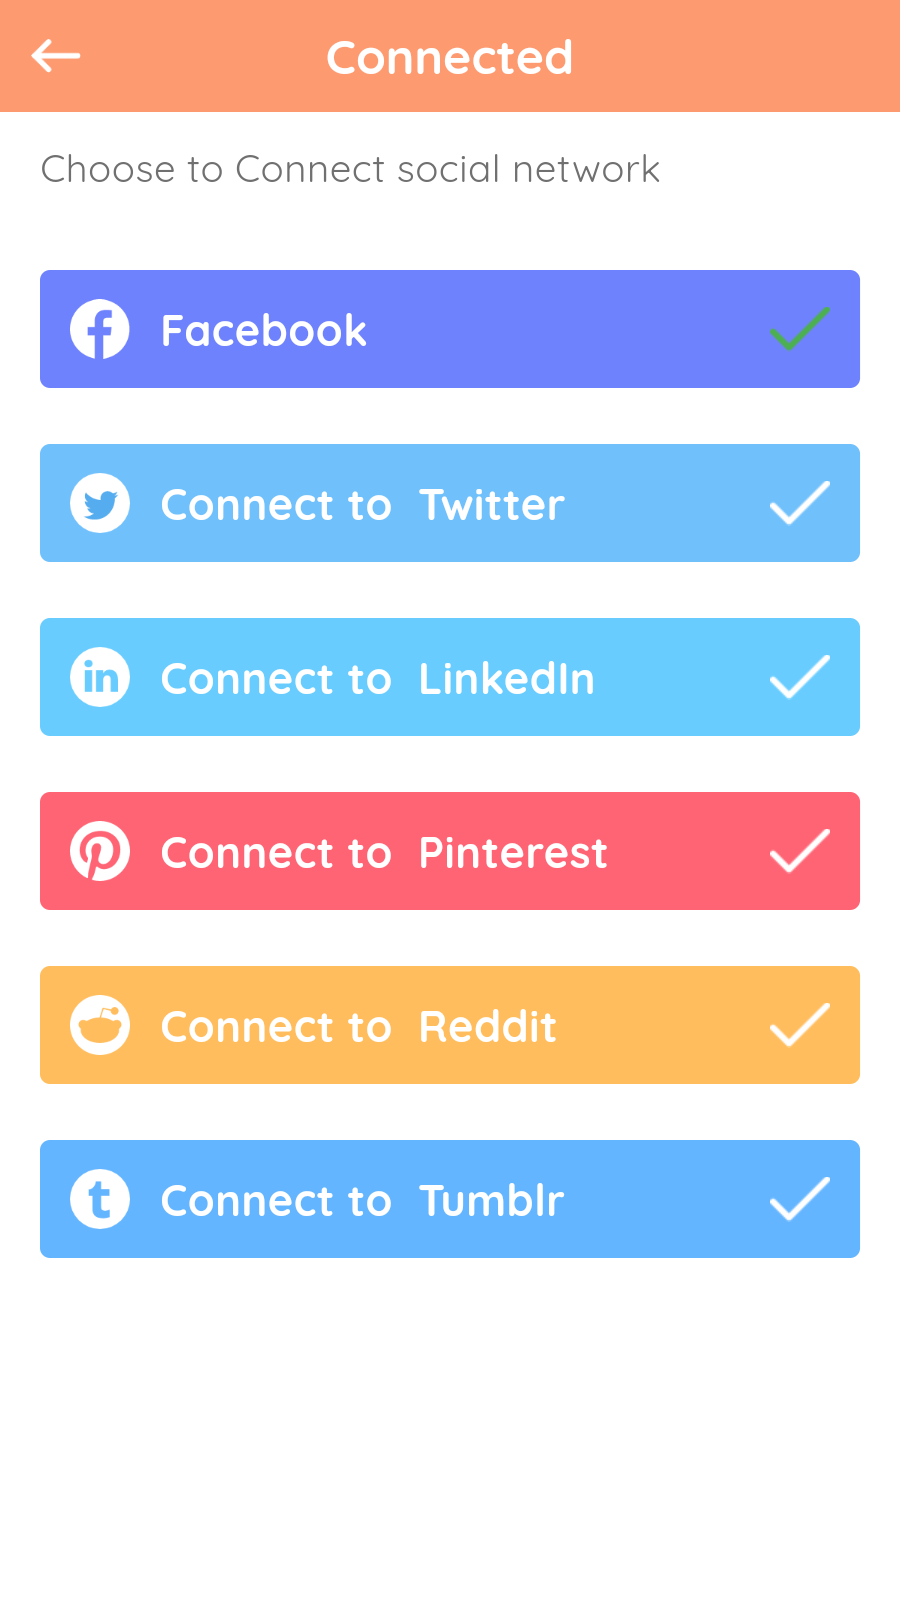 Connected
Choose to Connect social network
Facebook
Connect to Twitter
Connect to LinkedIn
Connect to Pinterest
Connect to Reddit
Connect to Tumblr